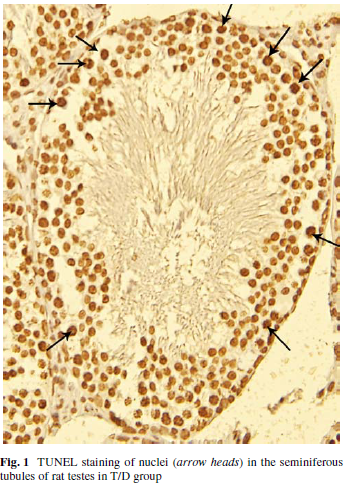 Fig. 1 TUNEL staining of nuclei (arrow heads) in the seminiferous
tubules of rat testes in T/D group